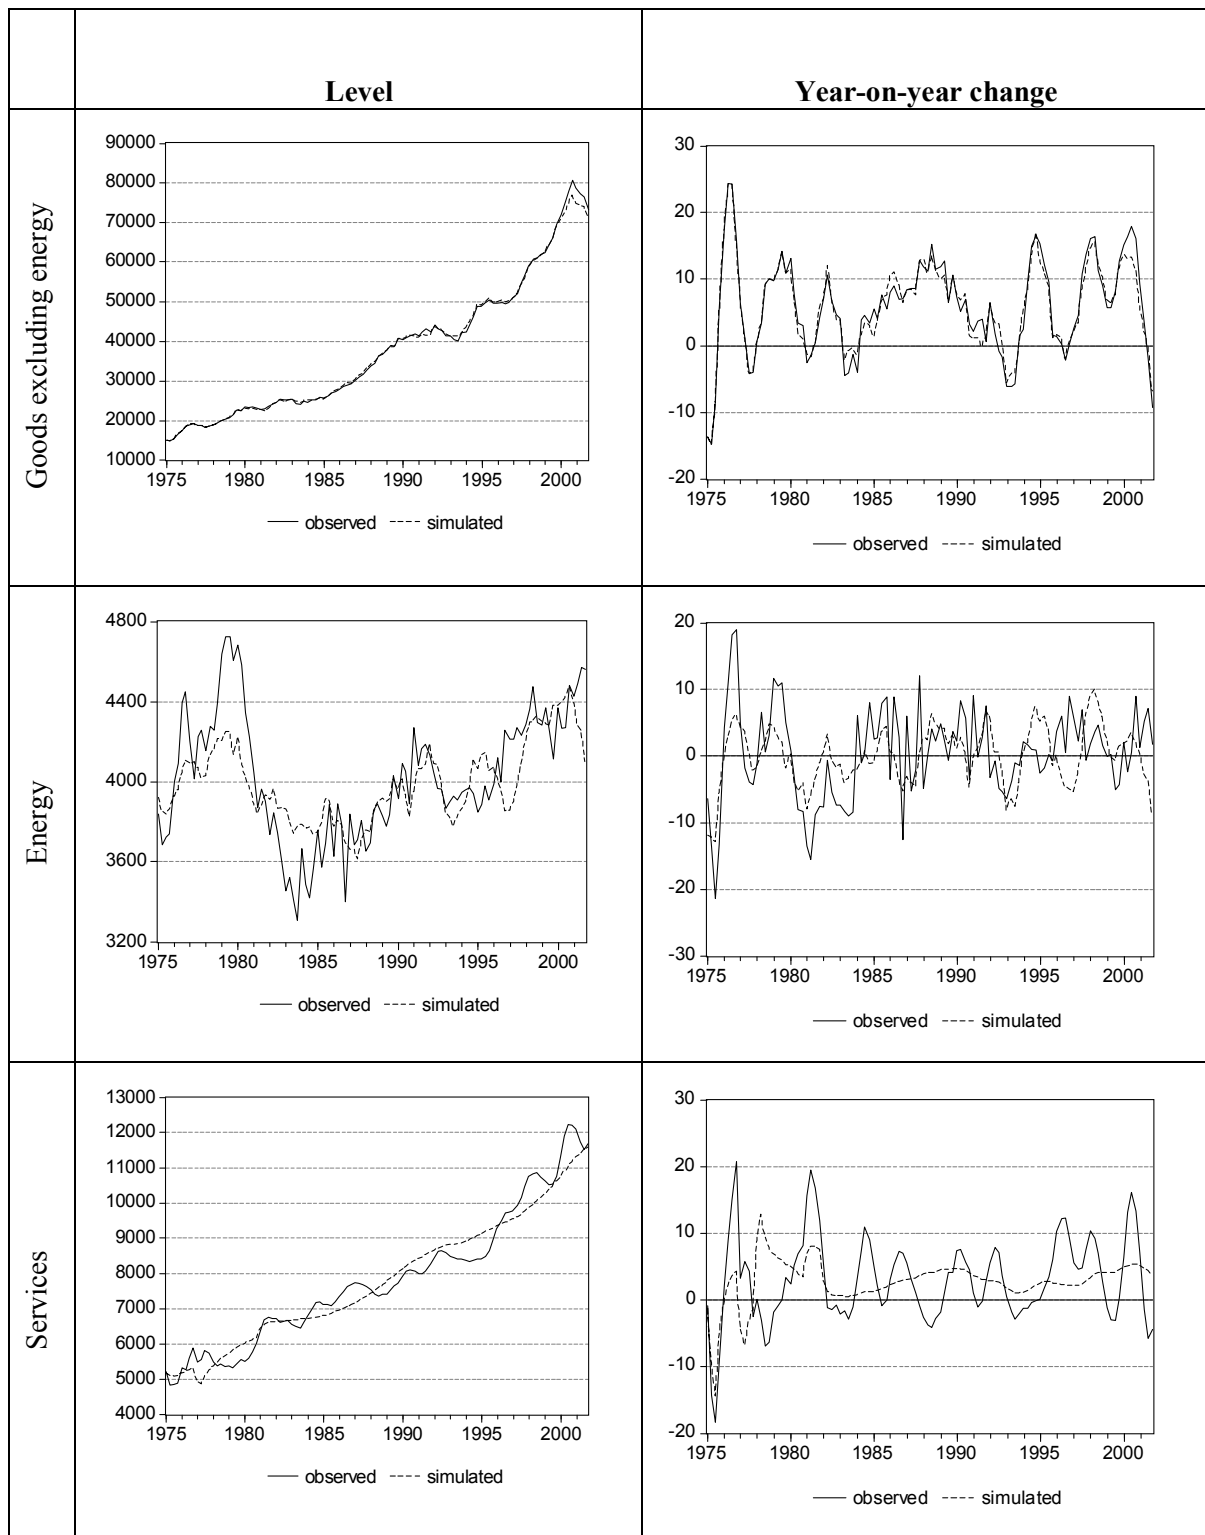 Level
Year-on-year change
Goods excluding energy
90000
80000
70000
60000
50000
40000
30000
20000
10000
1975 1980 1985 1990 1995 2000
observed simulated
30
20
10
0
-10
-20
1975 1980 1985 1990 1995 2000
observed simulated
Energy
4800
4400
4000
3600
3200
1975 1980 1985 1990 1995 2000
observed simulated
20
10
0
-10
-20
-30
1975 1980 1985 1990 1995 2000
observed simulated
Services
13000
12000
11000
10000
9000
8000
7000
6000
5000
4000
1975 1980 1985 1990 1995 2000
observed simulated
30
20
10
0
-10
-20
1975 1980 1985 1990 1995 2000
observed simulated